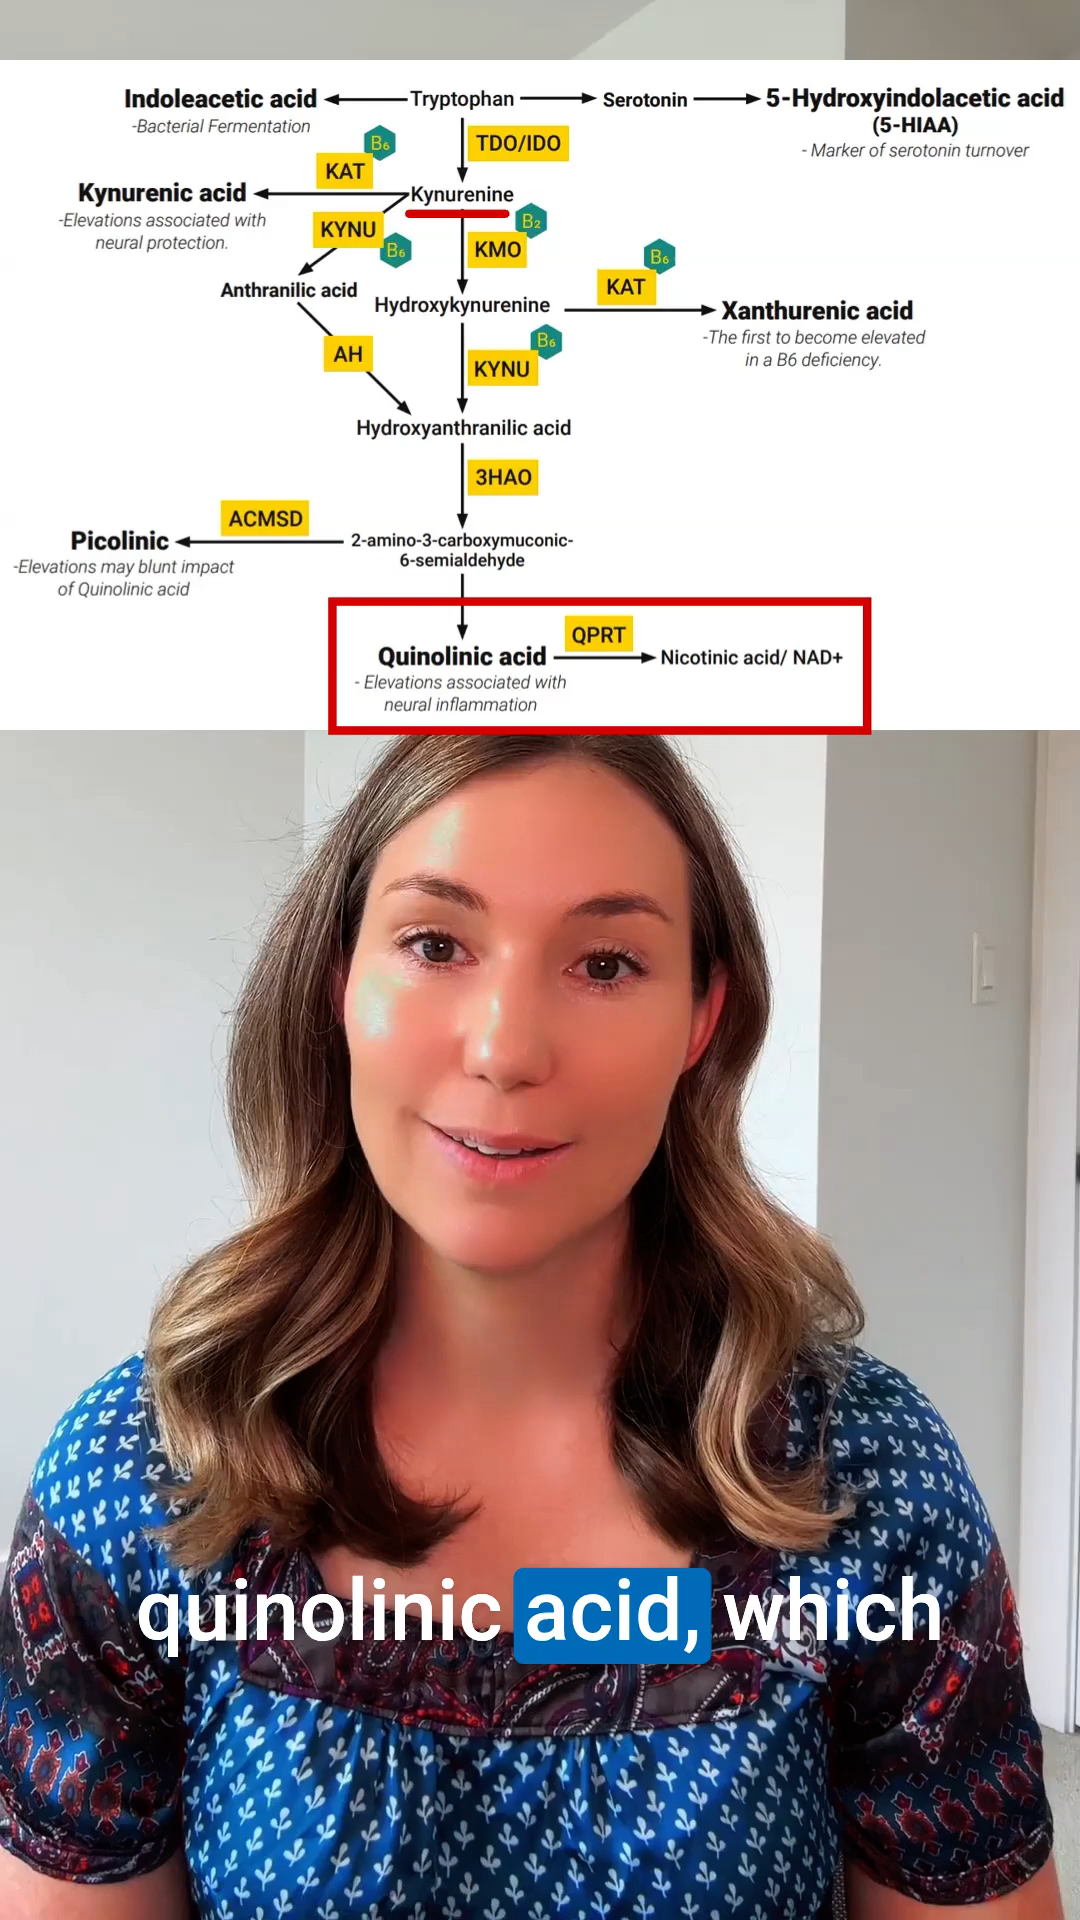 Indoleacetic acid
Tryptophan
Serotonin
5-Hydroxyindolacetic acid
(5-HIAA)
-Bacterial Fermentation
- Marker of serotonin turnover
TDO/IDO
B₆
KAT
Kynurenic acid
Kynurenine
-Elevations associated with
neural protection.
KYNU
B₆
B₂
KMO
B₆
KAT
Anthranilic acid
Hydroxykynurenine
Xanthurenic acid
-The first to become elevated
in a B6 deficiency.
AH
B₆
KYNU
Hydroxyanthranilic acid
3HAO
ACMSD
Picolinic
2-amino-3-carboxymuconic-
6-semialdehyde
-Elevations may blunt impact
of Quinolinic acid
QPRT
Quinolinic acid
Nicotinic acid/ NAD+
- Elevations associated with
neural inflammation
quinolinic acid, which